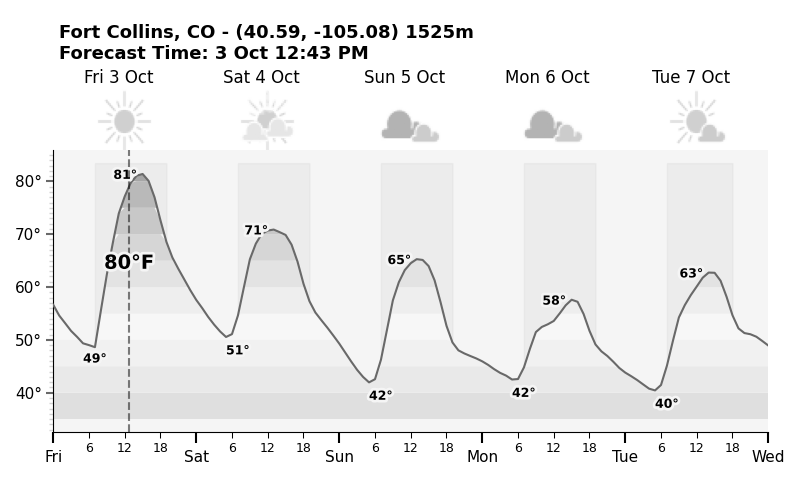 Fort Collins, CO - (40.59, -105.08) 1525m
Forecast Time: 3 Oct 12:43 PM
Fri 3 Oct Sat 4 Oct Sun 5 Oct Mon 6 Oct Tue 7 Oct
80°
81°
70°
71°
65°
60°
80°F
58°
63°
50°
49°
51°
40°
42°
42°
40°
6 12 18 6 12 18 6 12 18 6 12 18 6 12 18
Fri Sat Sun Mon Tue Wed